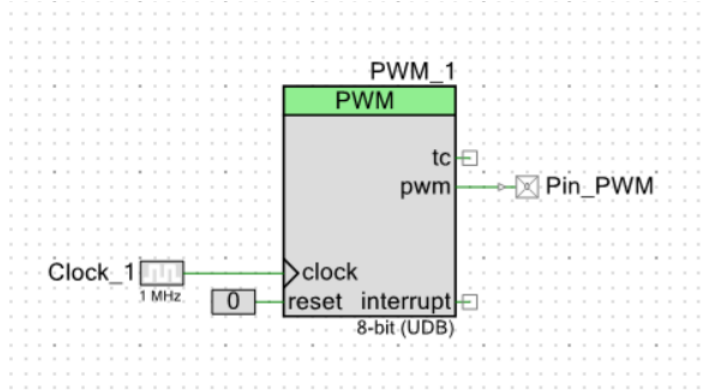 PWM_1
PWM
tc
pwm Pin_PWM
Clock_1 clock
1 MHz
0 reset interrupt
8-bit (UDB)